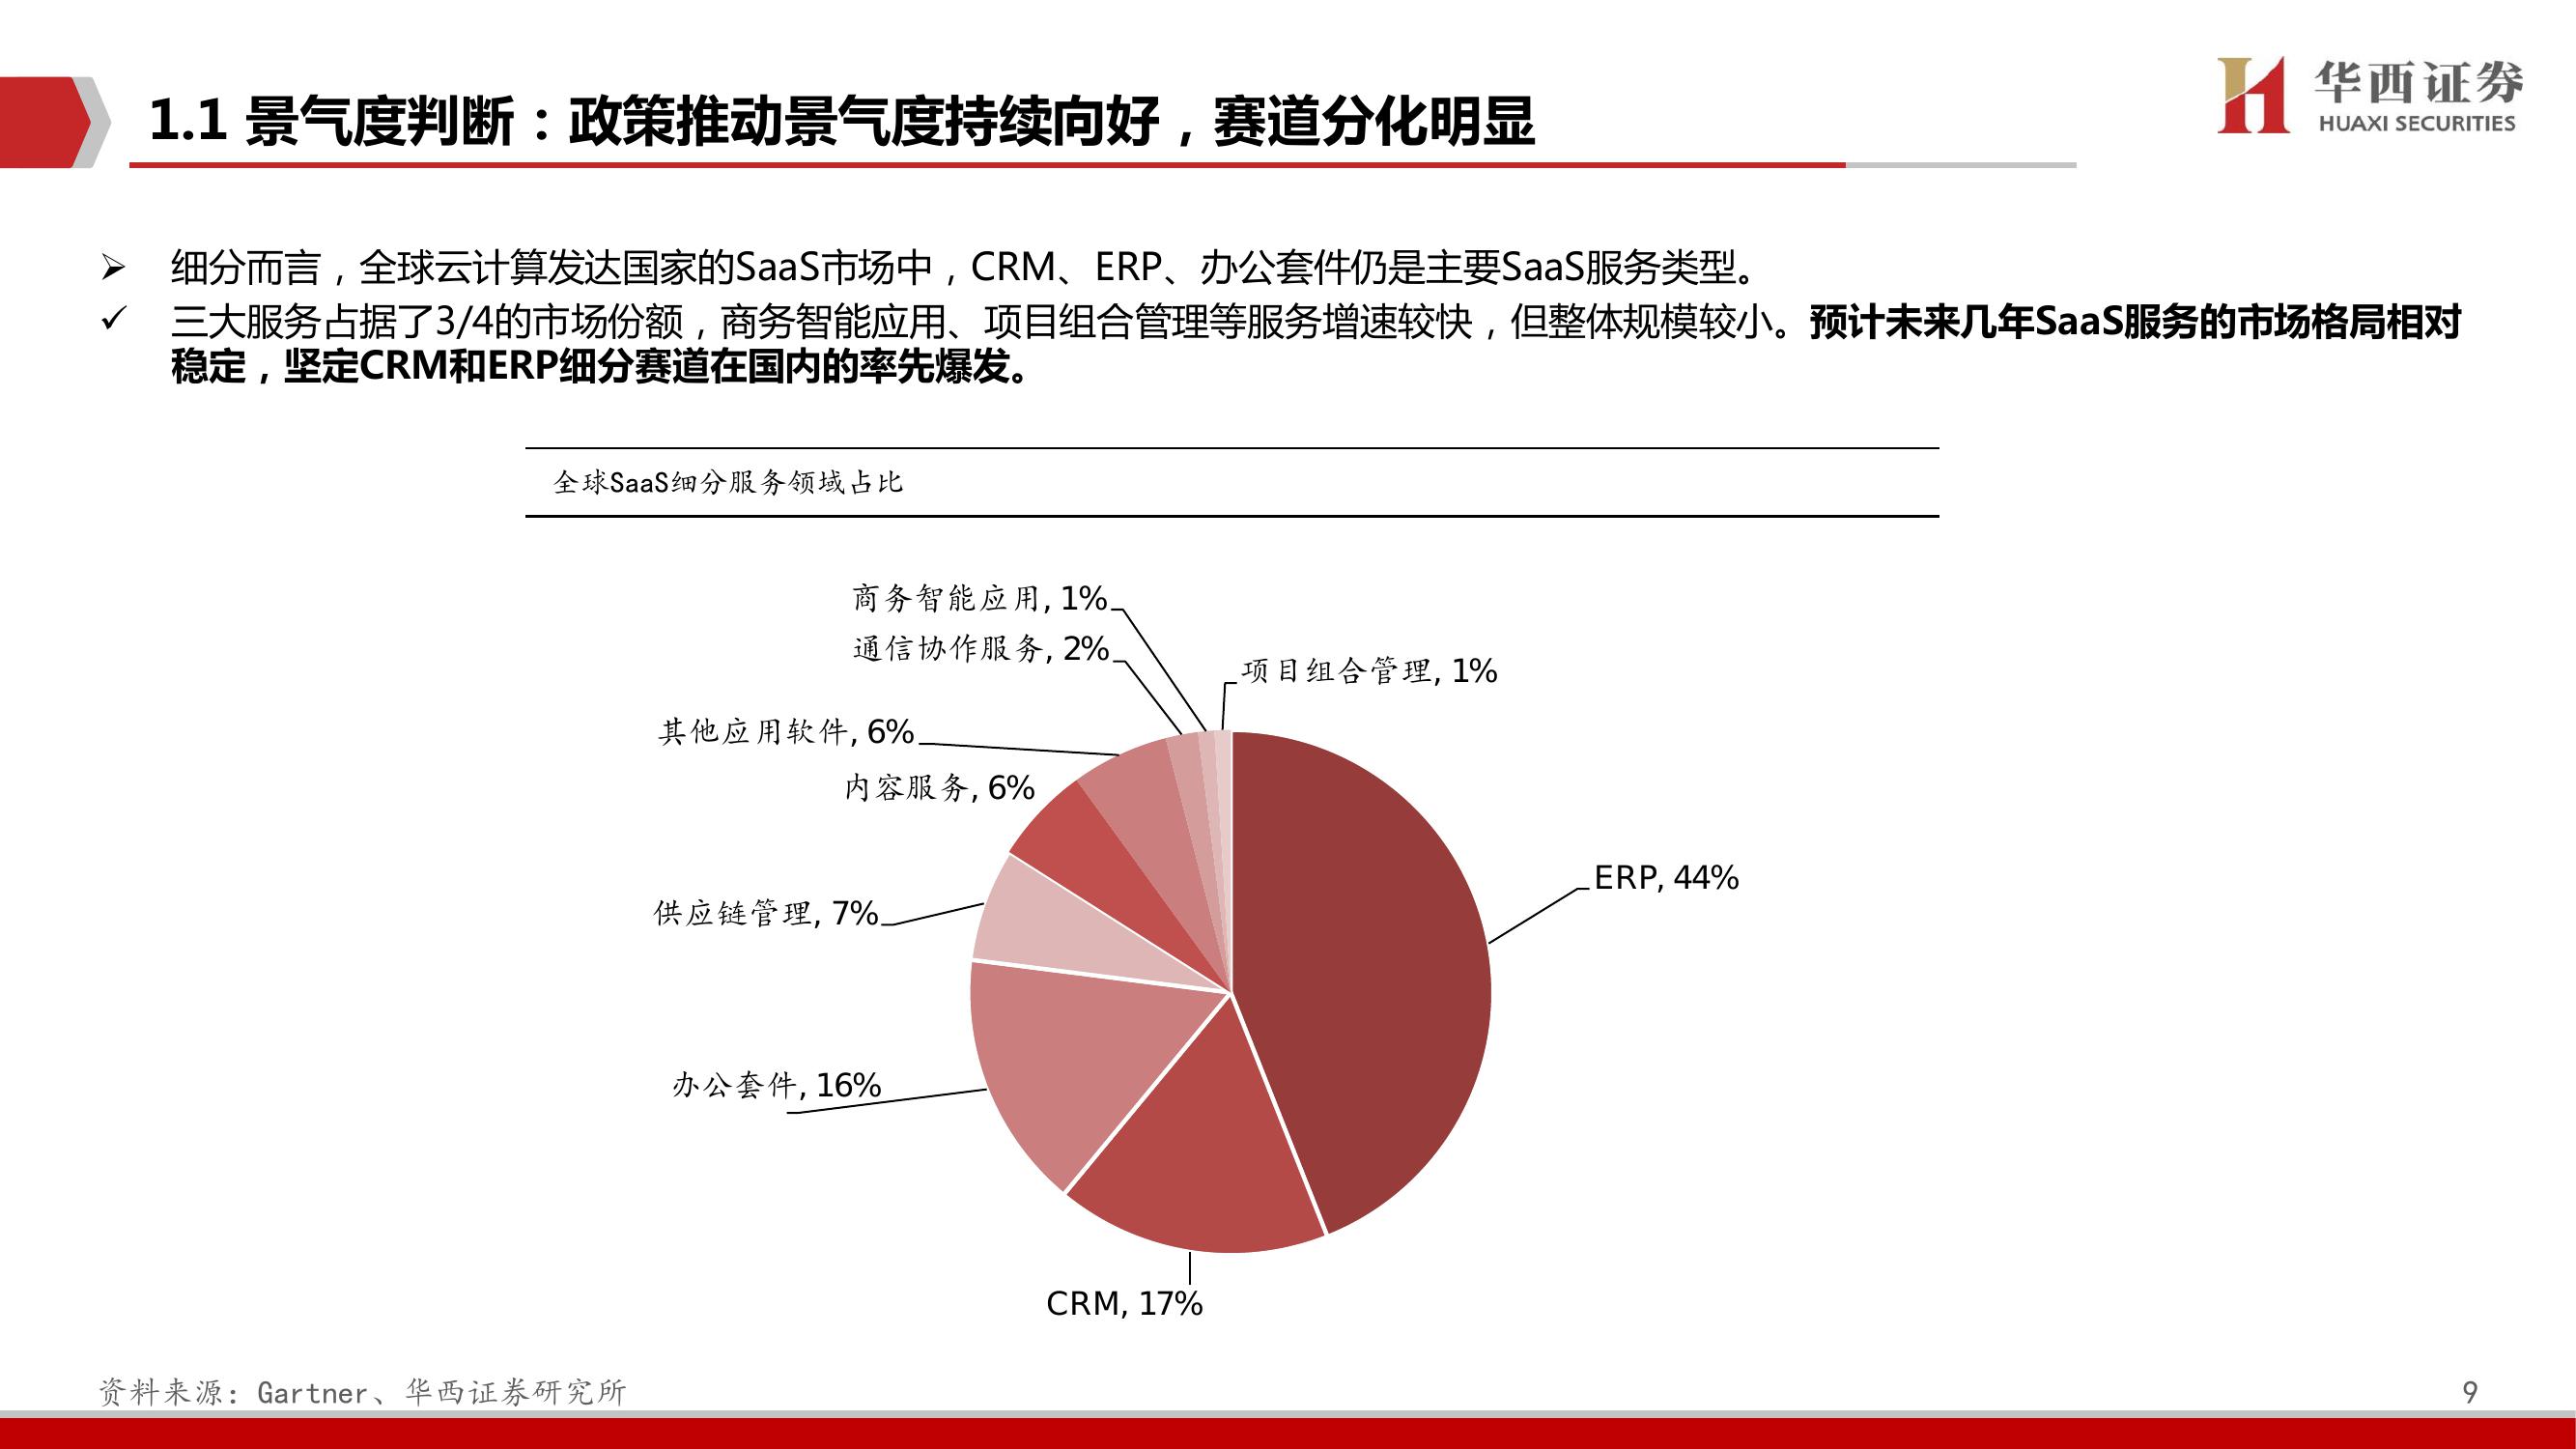 华西证券
HUAXI SECURITIES
1.1 景气度判断：政策推动景气度持续向好，赛道分化明显
➢ 细分而言，全球云计算发达国家的SaaS市场中，CRM、ERP、办公套件仍是主要SaaS服务类型。
✓ 三大服务占据了3/4的市场份额，商务智能应用、项目组合管理等服务增速较快，但整体规模较小。预计未来几年SaaS服务的市场格局相对
稳定，坚定CRM和ERP细分赛道在国内的率先爆发。
全球SaaS细分服务领域占比
商务智能应用, 1%
通信协作服务, 2%
项目组合管理, 1%
其他应用软件, 6%
内容服务, 6%
ERP, 44%
供应链管理, 7%
办公套件, 16%
CRM, 17%
资料来源：Gartner、华西证券研究所
9